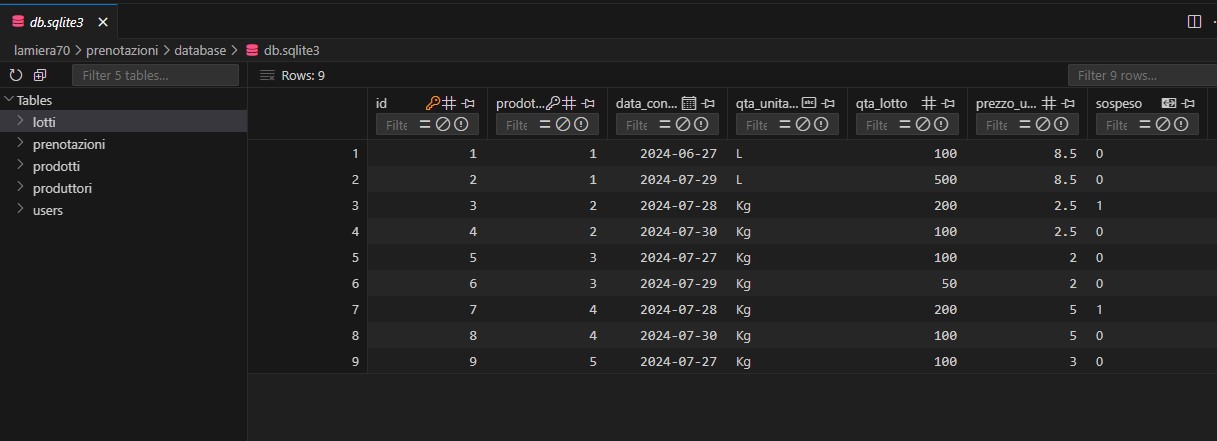 db.sqlite3
lamiera70 > prenotazioni > database > db.sqlite3
Filter 5 tables...
Rows: 9
Filter 9 rows...
Tables
lotti
prenotazioni
prodotti
produttori
users
id prodot... data_con... qta_unita... qta_lotto prezzo_u... sospeso
Filte Filte Filte Filte Filte Filte Filte
1 1 1 2024-06-27 L 100 8.5 0
2 2 1 2024-07-29 L 500 8.5 0
3 3 2 2024-07-28 Kg 200 2.5 1
4 4 2 2024-07-30 Kg 100 2.5 0
5 5 3 2024-07-27 Kg 100 2 0
6 6 3 2024-07-29 Kg 50 2 0
7 7 4 2024-07-28 Kg 200 5 1
8 8 4 2024-07-30 Kg 100 5 0
9 9 5 2024-07-27 Kg 100 3 0